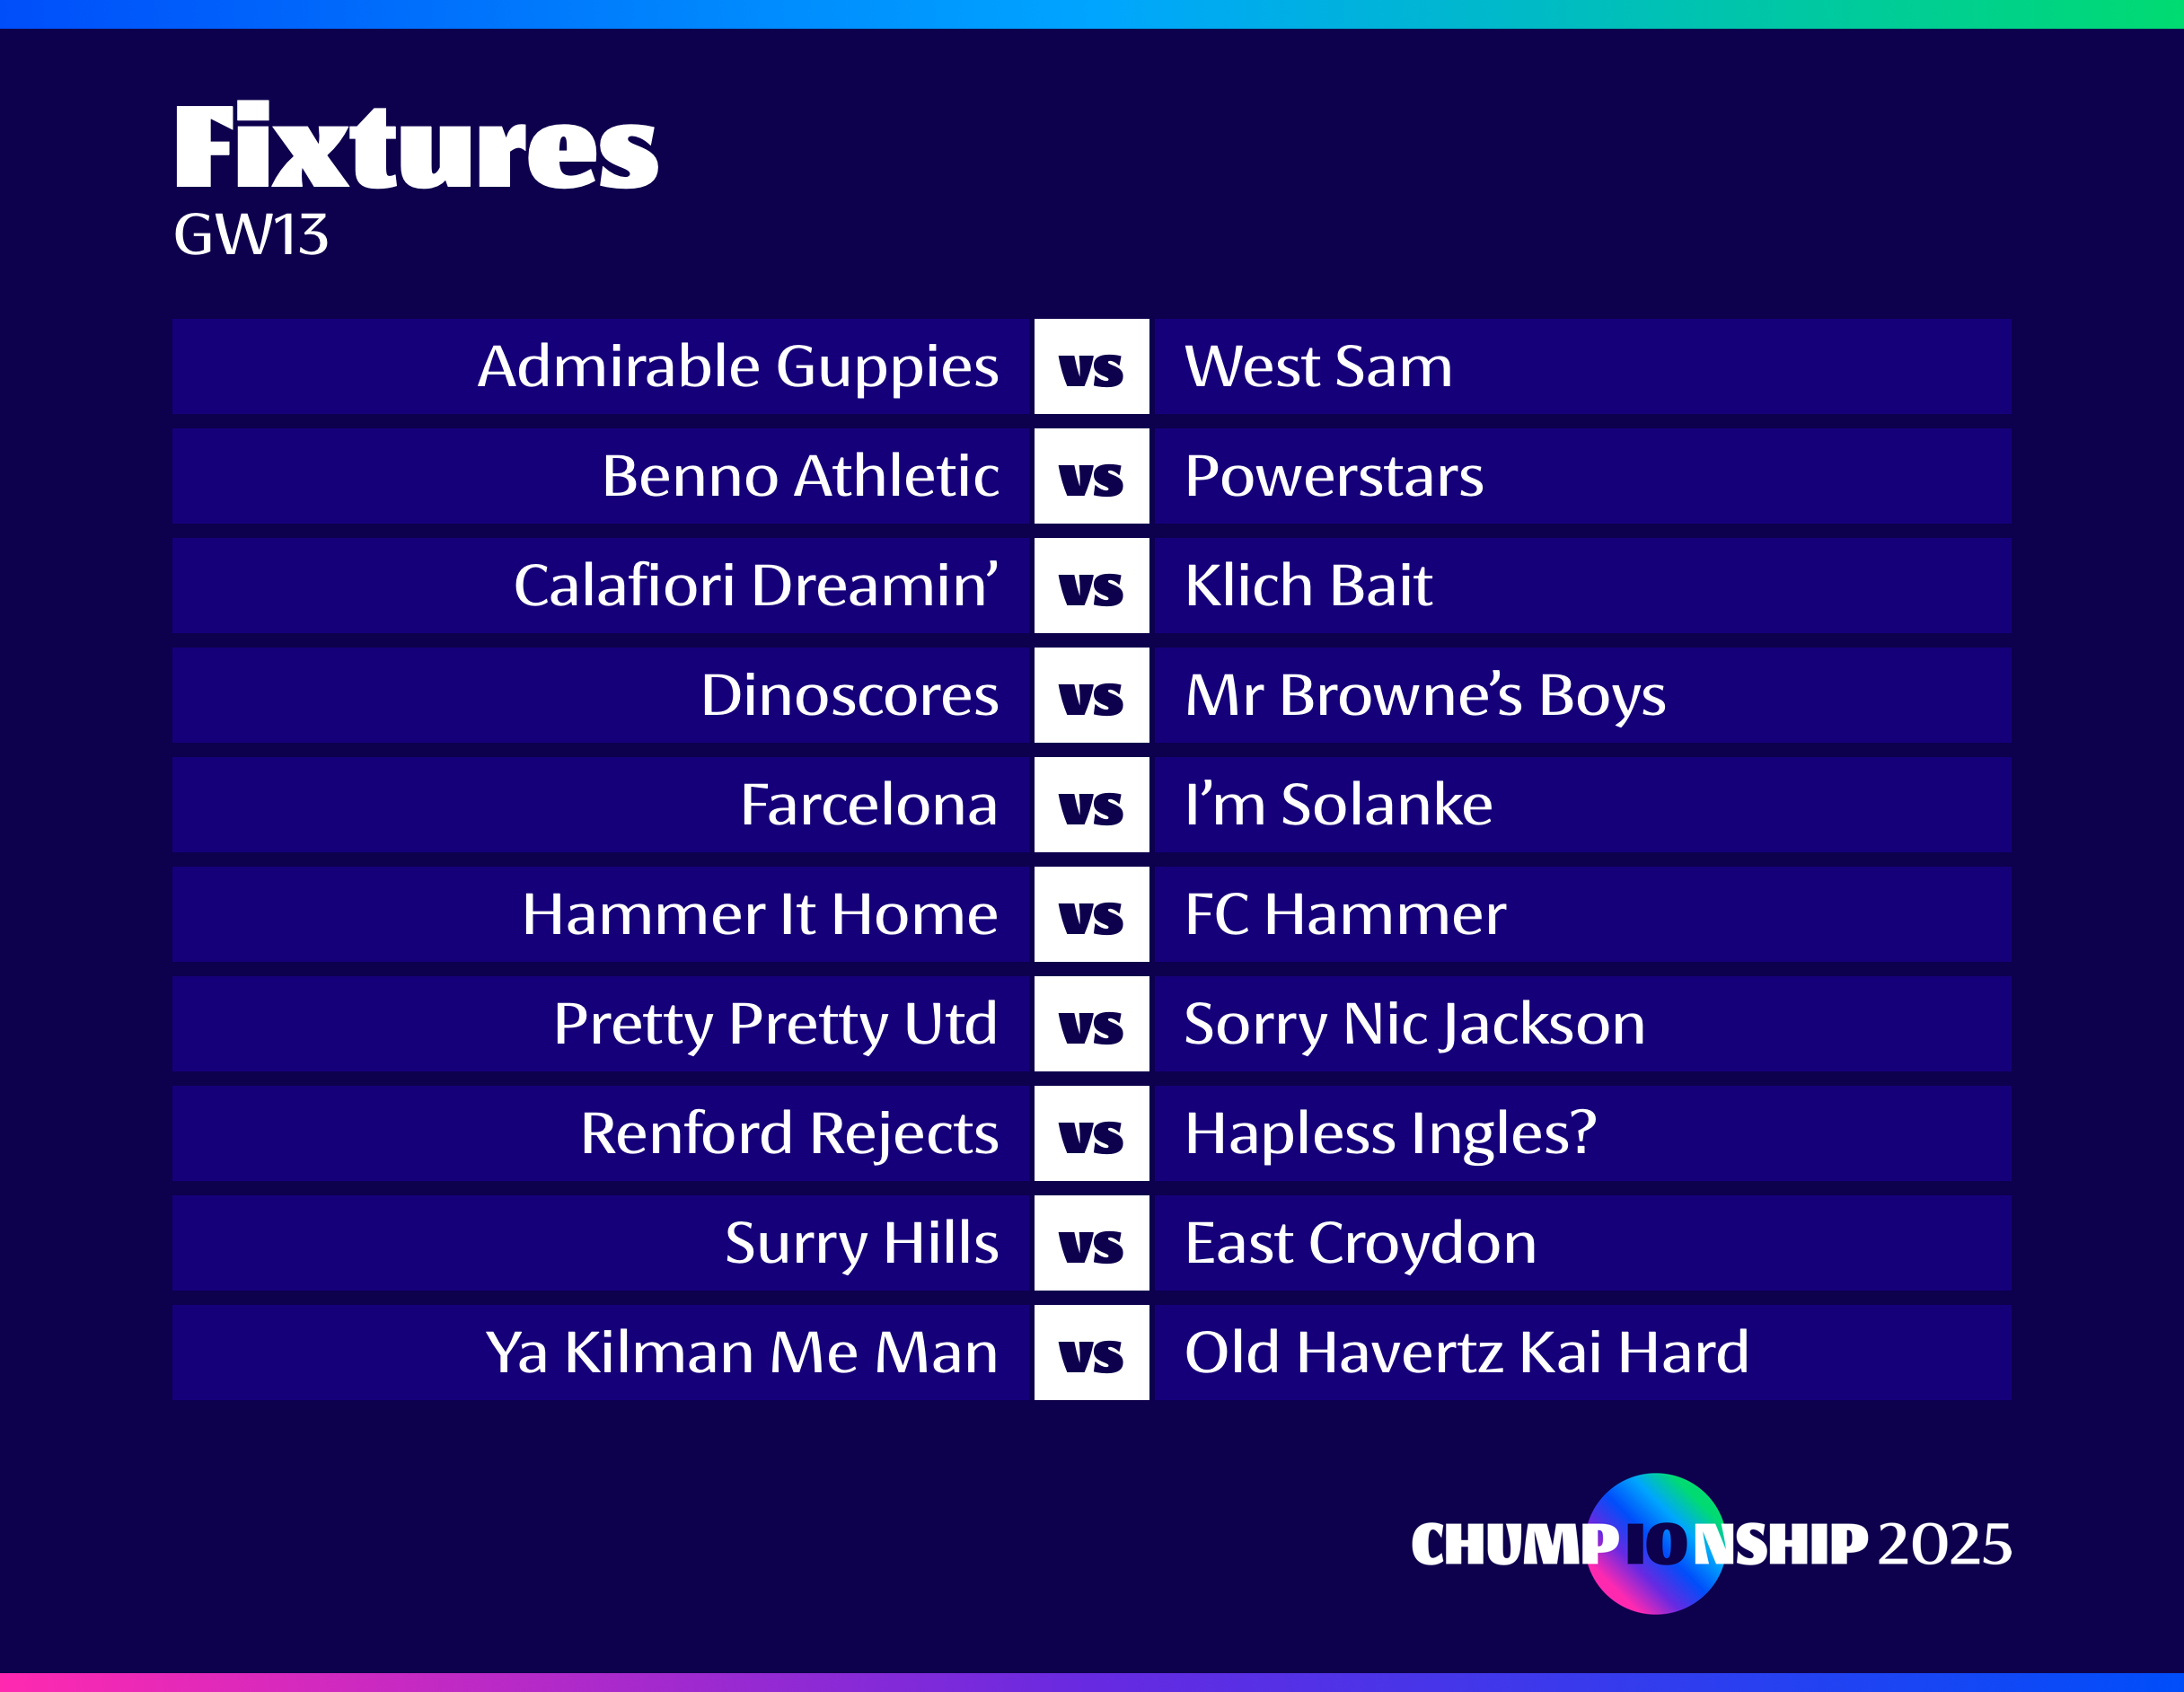 Fixtures
GW13
Admirable Guppies vs West Sam
Benno Athletic vs Powerstars
Calafiori Dreamin’ vs Klich Bait
Dinoscores vs Mr Browne’s Boys
Farcelona vs I’m Solanke
Hammer It Home vs FC Hammer
Pretty Pretty Utd vs Sorry Nic Jackson
Renford Rejects vs Hapless Ingles?
Surry Hills vs East Croydon
Ya Kilman Me Man vs Old Havertz Kai Hard
CHUMPIONSHIP 2025